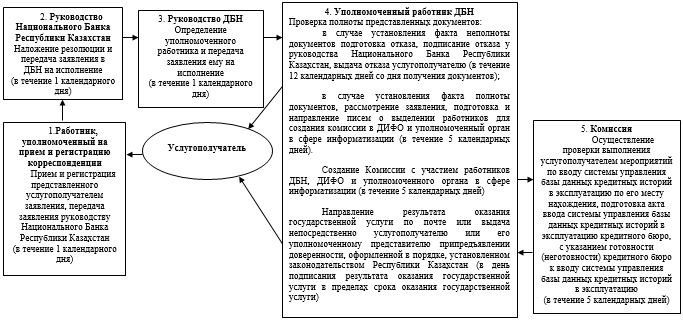 2. Руководство
Национального Банка
Республики Казахстан
Наложение резолюции и
передача заявления в
ДБН на исполнение
(в течение 1 календарного
дня)
3. Руководство ДБН
Определение
уполномоченного
работника и передача
заявления ему на
исполнение
(в течение 1 календарного
дня)
4. Уполномоченный работник ДБН
Проверка полноты представленных документов:
в случае установления факта неполноты
документов подготовка отказа, подписание отказа у
руководства Национального Банка Республики
Казахстан, выдача отказа услугополучателю (в течение
12 календарных дней со дня получения документов);
в случае установления факта полноты
документов, рассмотрение заявления, подготовка и
направление писем о выделении работников для
создания комиссии в ДИФО и уполномоченный орган
в сфере информатизации (в течение 5 календарных
дней).
Создание Комиссии с участием работников
ДБН, ДИФО и уполномоченного органа в сфере
информатизации (в течение 5 календарных дней)
Направление результата оказания
государственной услуги по почте или выдача
непосредственно услугополучателю или его
уполномоченному представителю приприедъявлении
доверенности, оформленной в порядке, установленном
законодательством Республики Казахстан (в день
подписания результата оказания государственной
услуги в пределах срока оказания государственной
услуги)
1.Работник,
уполномоченный на
прием и регистрацию
корреспонденции
Прием и регистрация
представленного
услугополучателем
заявления, передача
заявления руководству
Национального Банка
Республики Казахстан
(в течение 1 календарного
дня)
Услугополучатель
5. Комиссия
Осуществление
проверки выполнения
услугополучателем мероприятий
по вводу системы управления
базы данных кредитных историй
в эксплуатацию по его месту
нахождения, подготовка акта
ввода системы управления базы
данных кредитных историй в
эксплуатацию кредитного бюро,
с указанием готовности
(неготовности) кредитного бюро
к вводу системы управления
базы данных кредитных историй
в эксплуатацию
(в течение 5 календарных дней)